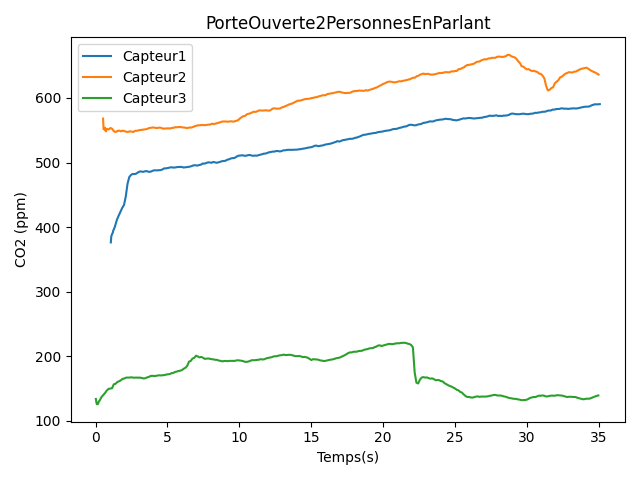 PorteOuverte2PersonnesEnParlant
Capteur1
Capteur2
Capteur3
CO2 (ppm)
600
500
400
300
200
100
0 5 10 15 20 25 30 35
Temps(s)